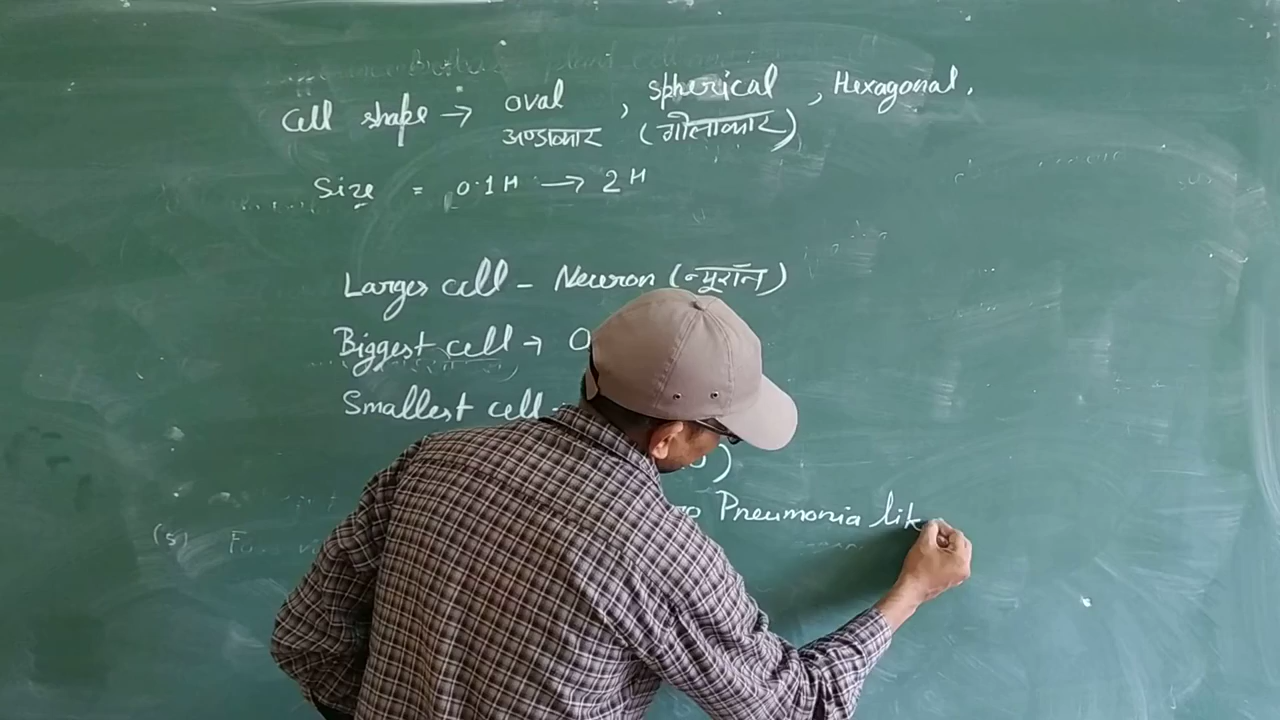 Cell shape → oval , spherical , Hexagonal,
अण्डाकार (गोलाकार)
Size = 0.1 μ → 2 μ
Larges cell - Neuron (न्यूरॉन)
Biggest cell → O
Smallest cell -
)
Pneumonia lik
(5)